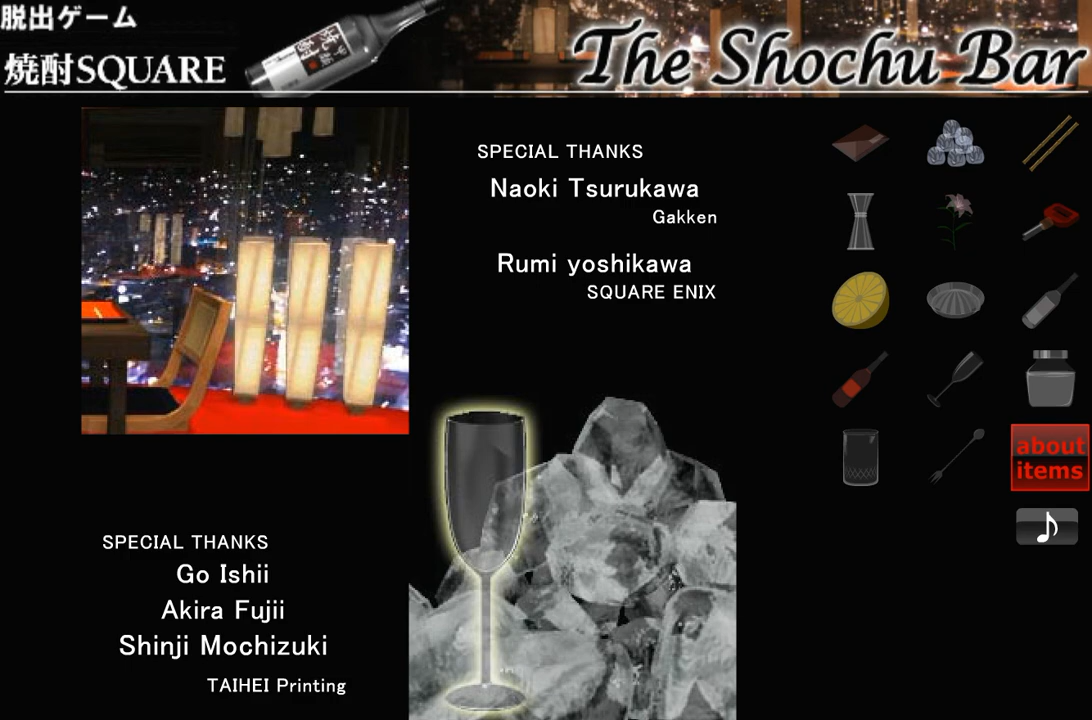 脱出ゲーム
焼酎SQUARE
The Shochu Bar
SPECIAL THANKS
Naoki Tsurukawa
Gakken
Rumi yoshikawa
SQUARE ENIX
about
items
SPECIAL THANKS
Go Ishii
Akira Fujii
Shinji Mochizuki
TAIHEI Printing